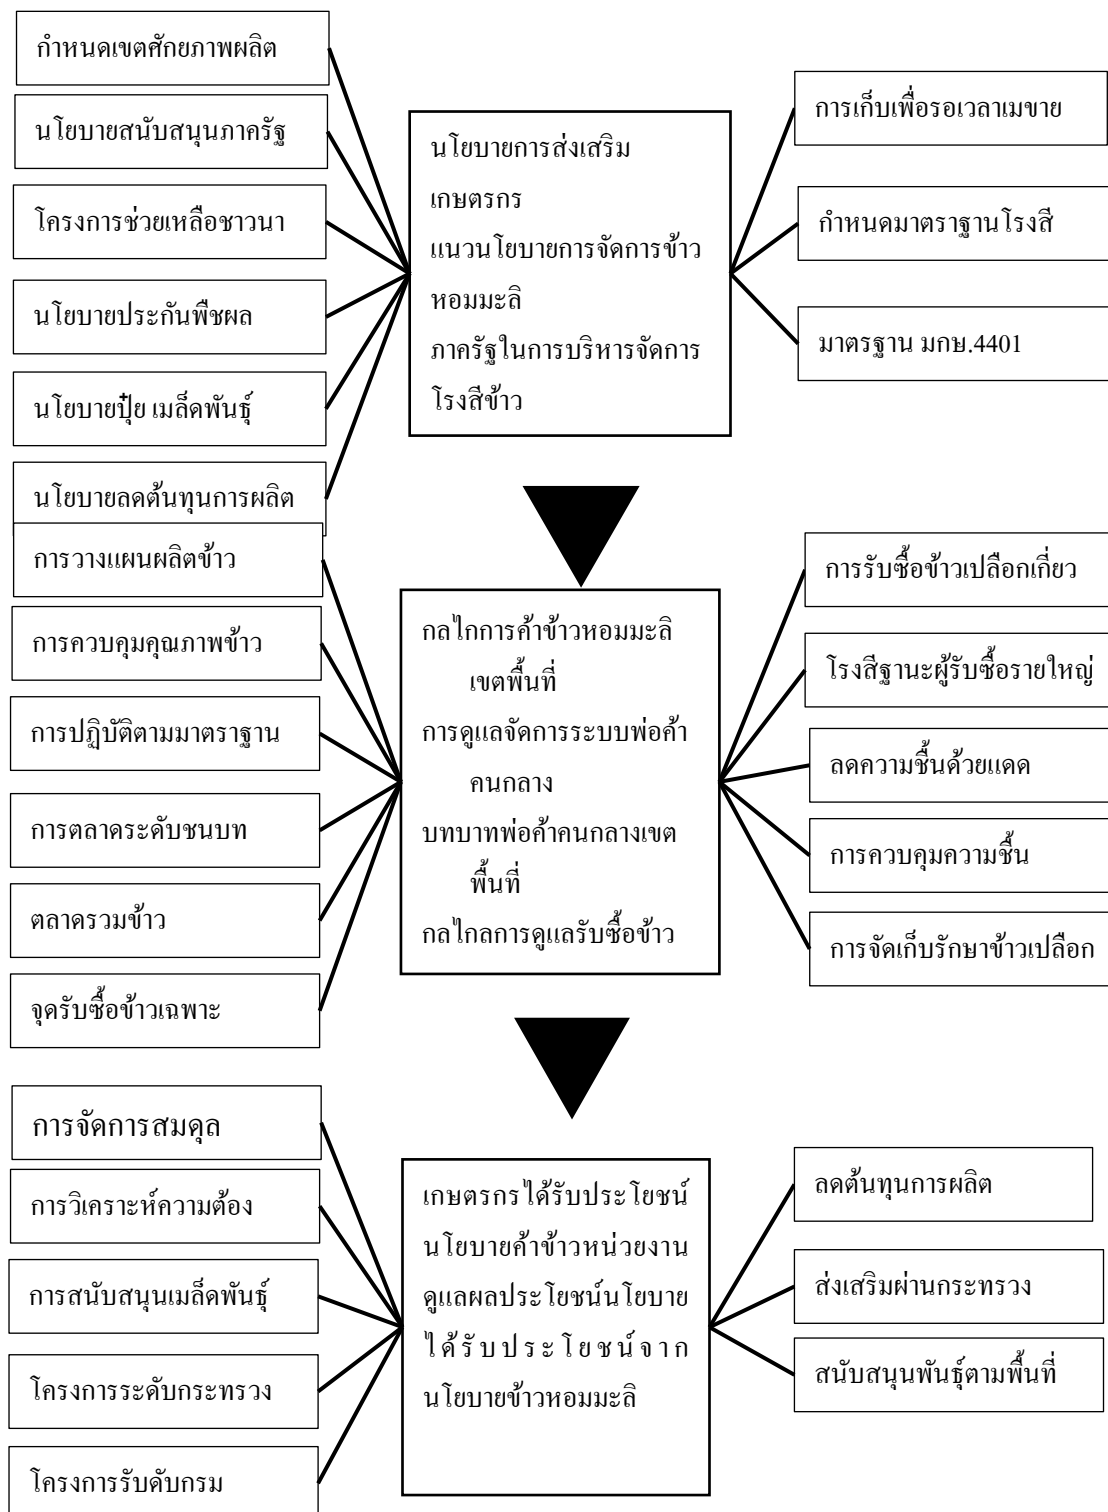 กำหนดเขตศักยภาพผลิต
นโยบายสนับสนุนภาครัฐ
โครงการช่วยเหลือชาวนา
นโยบายประกันพืชผล
นโยบายปุ๋ย เมล็ดพันธุ์
นโยบายลดต้นทุนการผลิต
นโยบายการส่งเสริม
เกษตรกร
แนวนโยบายการจัดการข้าว
หอมมะลิ
ภาครัฐในการบริหารจัดการ
โรงสีข้าว
การเก็บเพื่อรอเวลาเมขาย
กำหนดมาตราฐานโรงสี
มาตรฐาน มกษ.4401
การวางแผนผลิตข้าว
การควบคุมคุณภาพข้าว
การปฏิบัติตามมาตราฐาน
การตลาดระดับชนบท
ตลาดรวมข้าว
จุดรับซื้อข้าวเฉพาะ
กลไกการค้าข้าวหอมมะลิ
เขตพื้นที่
การดูแลจัดการระบบพ่อค้า
คนกลาง
บทบาทพ่อค้าคนกลางเขต
พื้นที่
กลไกลการดูแลรับซื้อข้าว
การรับซื้อข้าวเปลือกเกี่ยว
โรงสีฐานะผู้รับซื้อรายใหญ่
ลดความชื้นด้วยแดด
การควบคุมความชื้น
การจัดเก็บรักษาข้าวเปลือก
การจัดการสมดุล
การวิเคราะห์ความต้อง
การสนับสนุนเมล็ดพันธุ์
โครงการระดับกระทรวง
โครงการรับดับกรม
เกษตรกรได้รับประโยชน์
นโยบายค้าข้าวหน่วยงาน
ดูแลผลประโยชน์นโยบาย
ได้รับประโยชน์จาก
นโยบายข้าวหอมมะลิ
ลดต้นทุนการผลิต
ส่งเสริมผ่านกระทรวง
สนับสนุนพันธุ์ตามพื้นที่